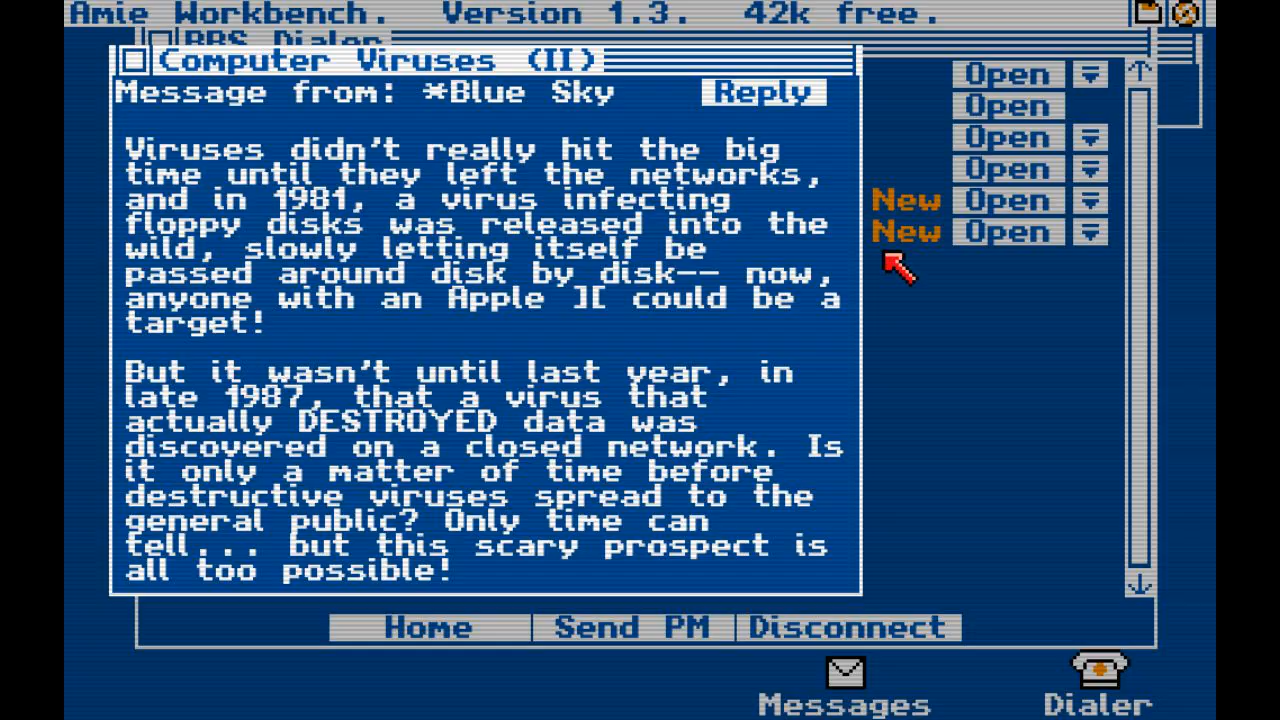 Amie Workbench. Version 1.3. 42k free.
BBS Dialer
Computer Viruses (II)
Message from: *Blue Sky Reply
Viruses didn't really hit the big
time until they left the networks,
and in 1981, a virus infecting
floppy disks was released into the
wild, slowly letting itself be
passed around disk by disk-- now,
anyone with an Apple ][ could be a
target!
But it wasn't until last year, in
late 1987, that a virus that
actually DESTROYED data was
discovered on a closed network. Is
it only a matter of time before
destructive viruses spread to the
general public? Only time can
tell... but this scary prospect is
all too possible!
Open
Open
Open
Open
New Open
New Open
Home Send PM Disconnect
Messages Dialer